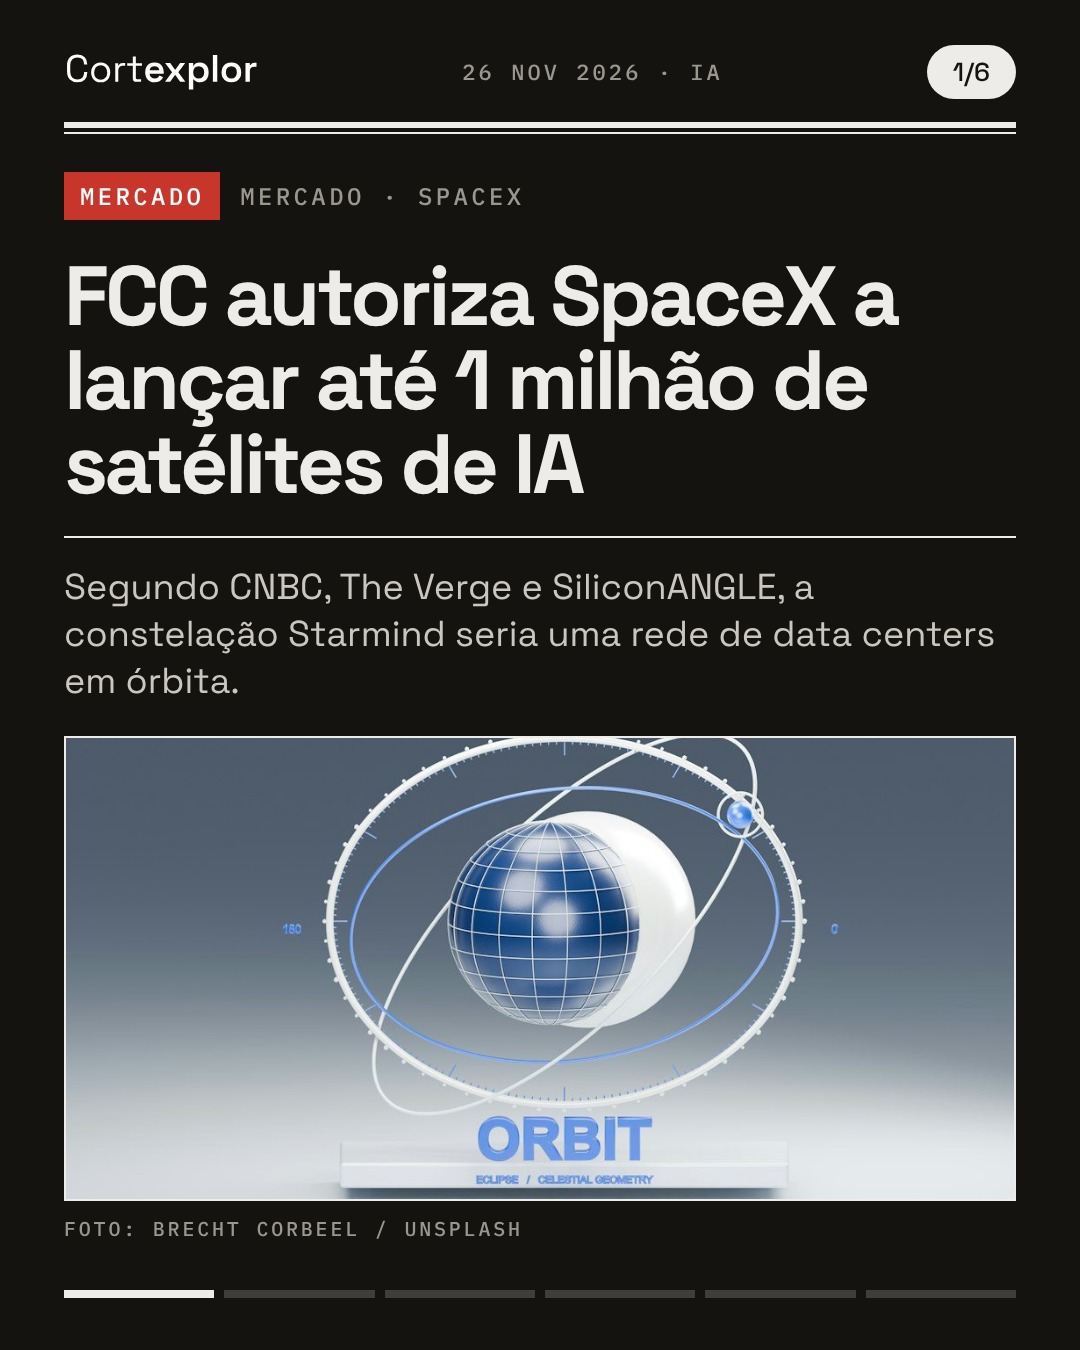 Cortexplor
26 NOV 2026 · IA
1/6
MERCADO
MERCADO · SPACEX
FCC autoriza SpaceX a
lançar até 1 milhão de
satélites de IA
Segundo CNBC, The Verge e SiliconANGLE, a
constelação Starmind seria uma rede de data centers
em órbita.
180
0
ORBIT
ECLIPSE / CELESTIAL GEOMETRY
FOTO: BRECHT CORBEEL / UNSPLASH